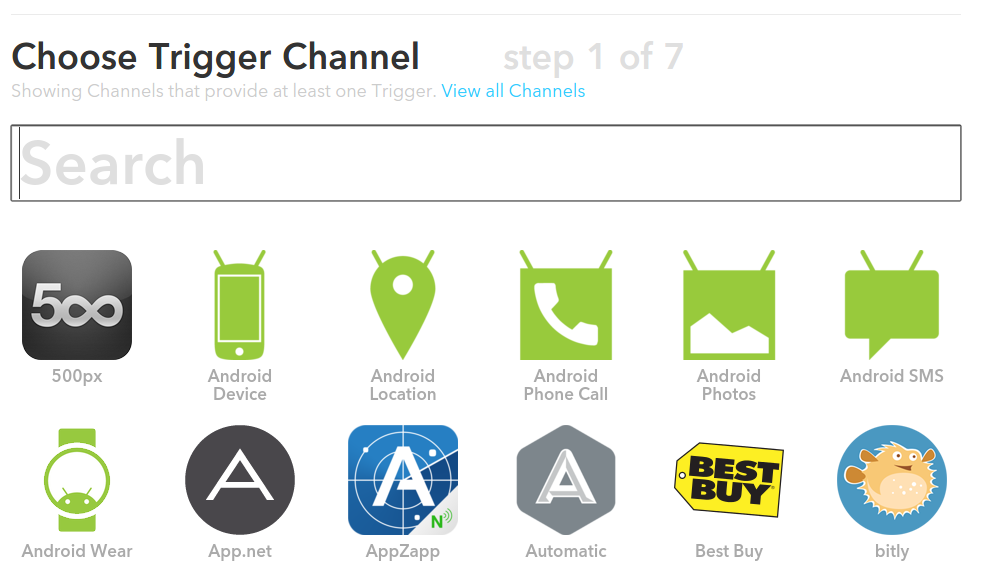 Choose Trigger Channel step 1 of 7
Showing Channels that provide at least one Trigger. View all Channels
Search
500
500px
Android Device
Android Location
Android Phone Call
Android Photos
Android SMS
A
A
N
A
BEST BUY
Android Wear
App.net
AppZapp
Automatic
Best Buy
bitly